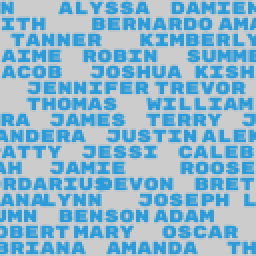 N ALYSSA DAMIEN
ITH BERNARDO AMA
TANNER KIMBERLY
AIME ROBIN SUMME
ACOB JOSHUA KISH
JENNIFER TREVOR
THOMAS WILLIAM
RA JAMES TERRY J
ANDERA JUSTIN ALEN
ATTY JESSI CALEB
AH JAMIE ROOSE
RDARIUS DEVON BRET
ANALYNN JOSEPH L
UMN BENSON ADAM
OBERT MARY OSCAR
BRIANA AMANDA TH